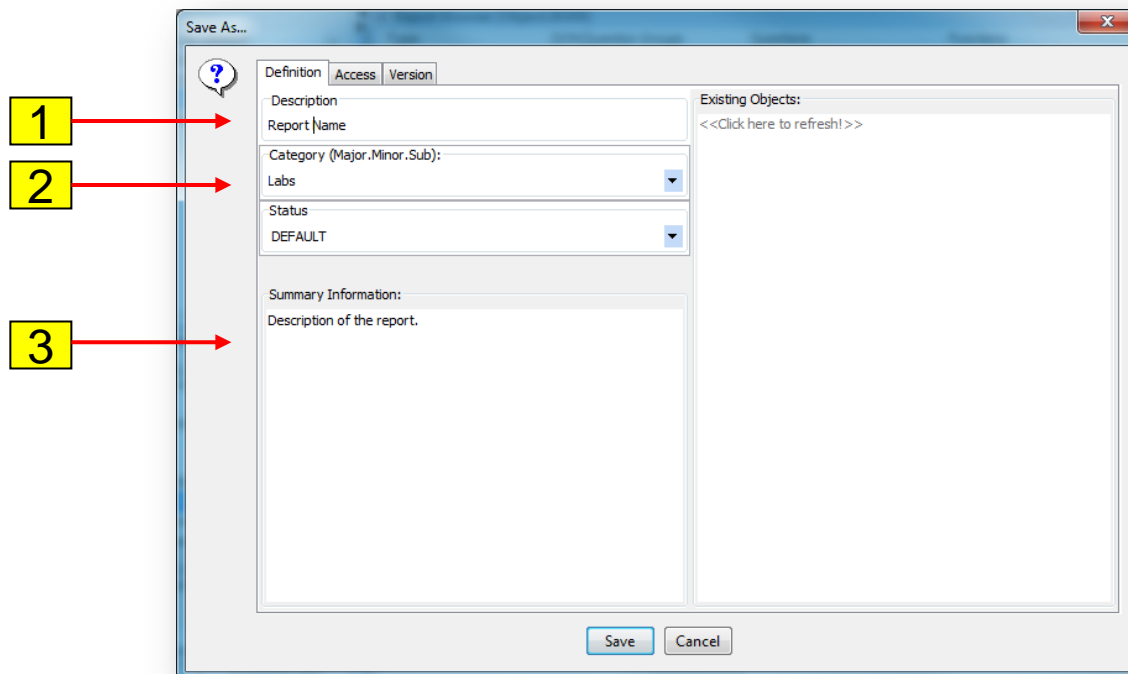 Save As...
x
?
Definition Access Version
Description
Report Name
Category (Major.Minor.Sub):
Labs
Status
DEFAULT
Summary Information:
Description of the report.
Existing Objects:
<<Click here to refresh!>>
Save Cancel
1
2
3